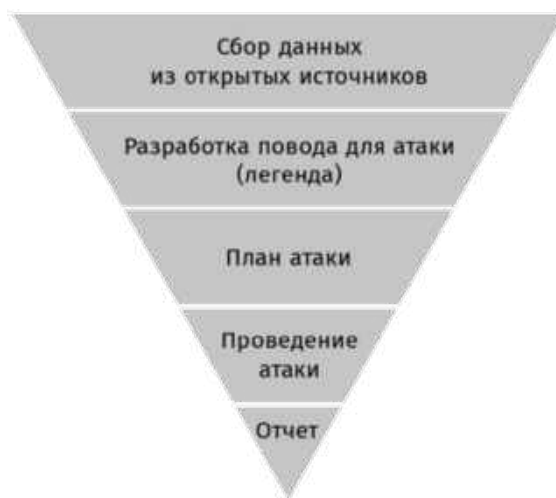 Сбор данных
из открытых источников
Разработка повода для атаки
(легенда)
План атаки
Проведение
атаки
Отчет